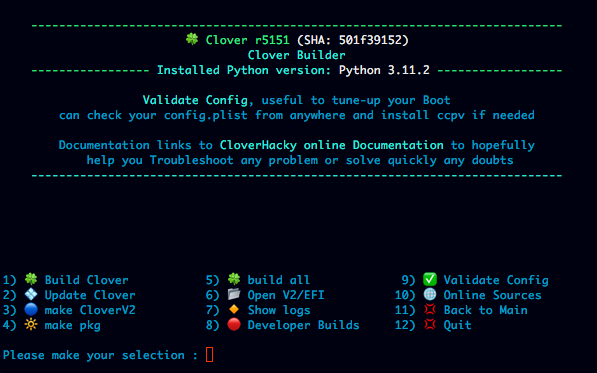 Clover r5151 (SHA: 501f39152)
Clover Builder
---------------- Installed Python version: Python 3.11.2 -----------------
Validate Config, useful to tune-up your Boot
can check your config.plist from anywhere and install ccpv if needed
Documentation links to CloverHacky online Documentation to hopefully
help you Troubleshoot any problem or solve quickly any doubts
1) 🍀 Build Clover 5) 🍀 build all 9) ✅ Validate Config
2) 💠 Update Clover 6) 📂 Open V2/EFI 10) 🌐 Online Sources
3) 🔵 make CloverV2 7) 🔸 Show logs 11) 💢 Back to Main
4) 🔆 make pkg 8) 🔴 Developer Builds 12) 💢 Quit
Please make your selection :